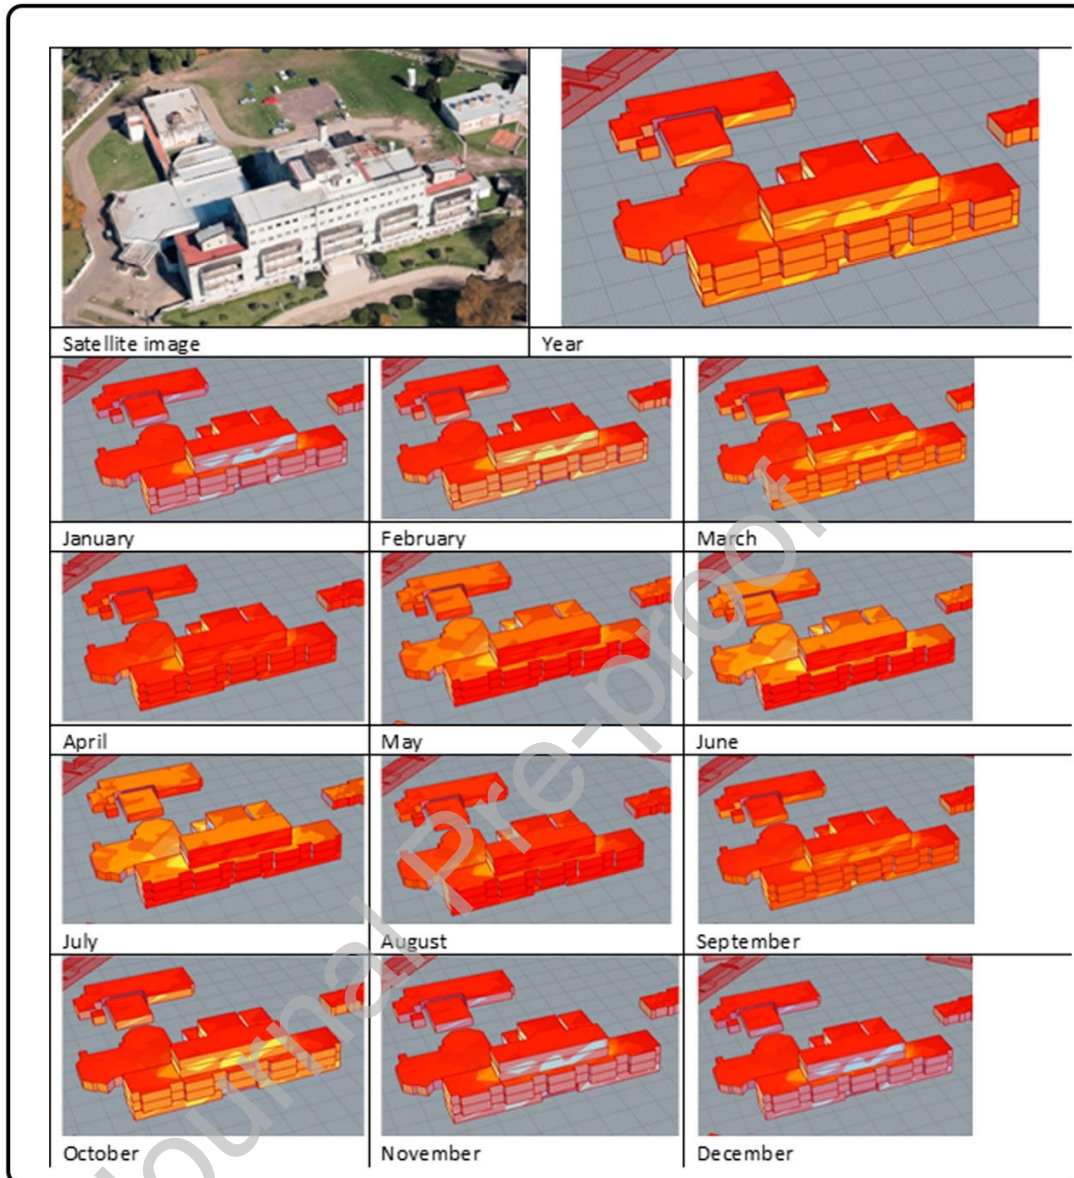 Satellite image
Year
January
February
March
April
May
June
July
August
September
October
November
December
Journal Pre-proof